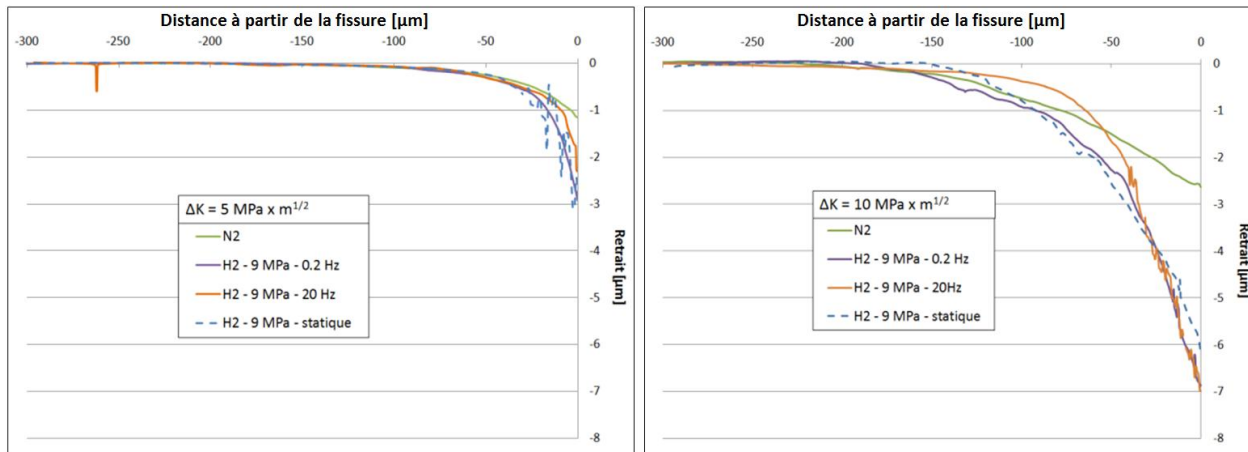 Distance à partir de la fissure [µm]
-300 -250 -200 -150 -100 -50 0
0
-1
-2
-3
-4
-5
-6
-7
-8
Retrait [µm]
ΔK = 5 MPa x m1/2
N2
H2 - 9 MPa - 0.2 Hz
H2 - 9 MPa - 20 Hz
H2 - 9 MPa - statique
Distance à partir de la fissure [µm]
-300 -250 -200 -150 -100 -50 0
0
-1
-2
-3
-4
-5
-6
-7
-8
Retrait [µm]
ΔK = 10 MPa x m1/2
N2
H2 - 9 MPa - 0.2 Hz
H2 - 9 MPa - 20Hz
H2 - 9 MPa - statique